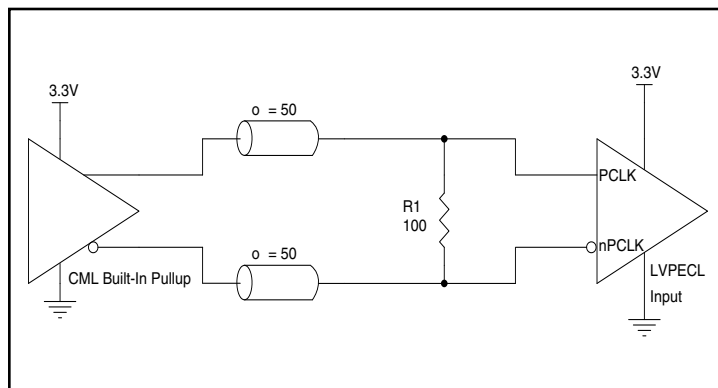 3.3V
3.3V
o = 50
PCLK
R1
100
o = 50
nPCLK
CML Built-In Pullup
LVPECL
Input